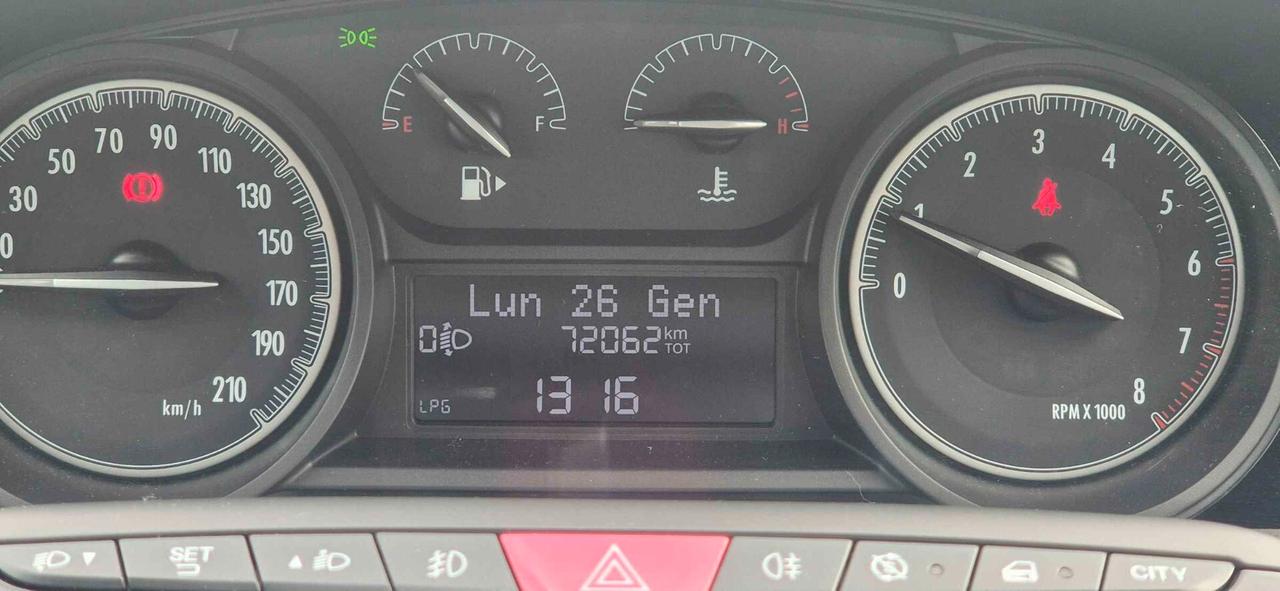 30 50 70 90 110 130 150 170 190 210
km/h
E F
H
0 1 2 3 4 5 6 7 8
RPM X 1000
Lun 26 Gen
0 72062 km TOT
LPG 13 16
SET CITY